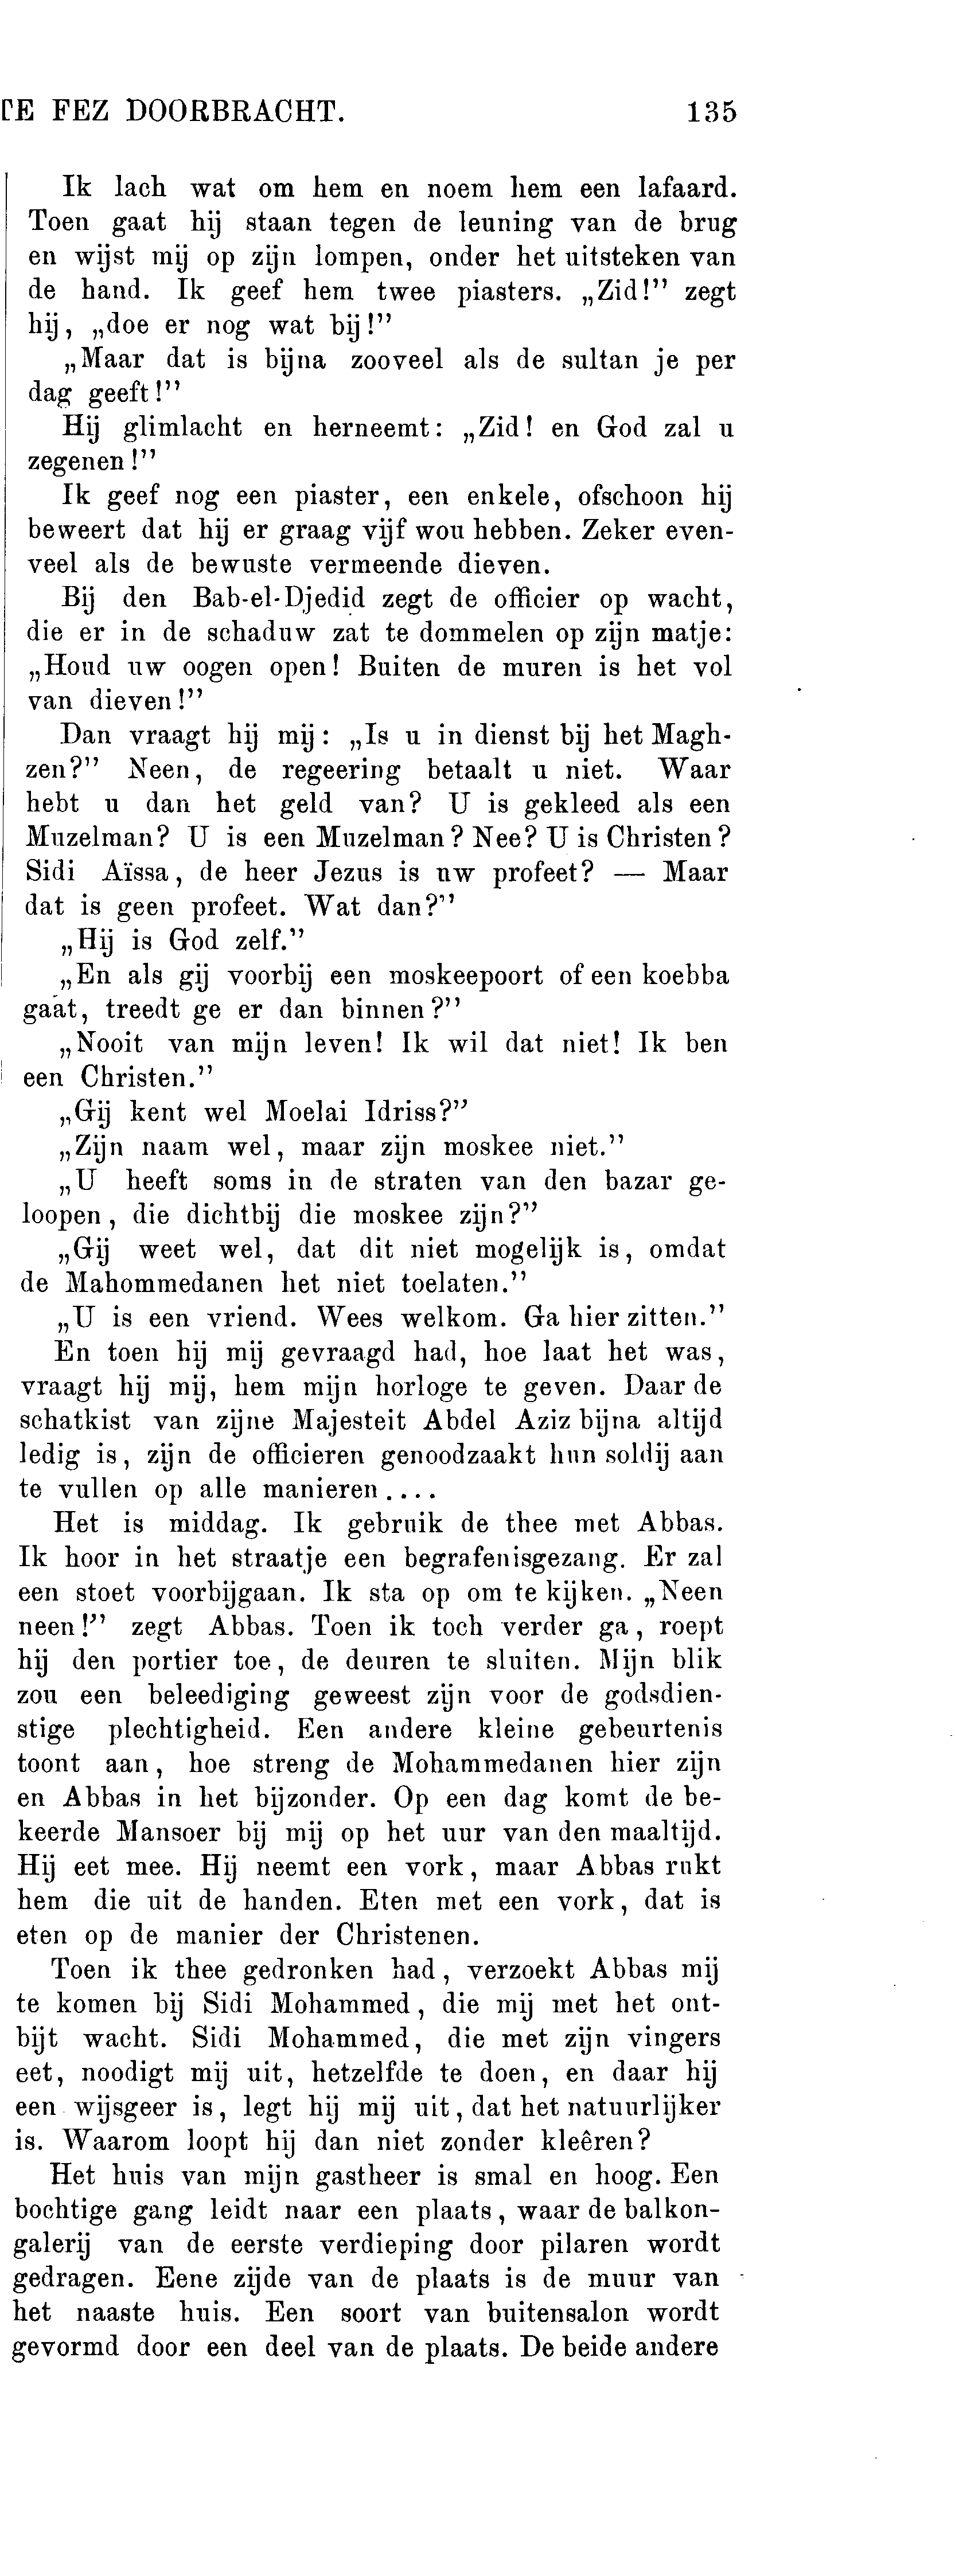 TE FEZ DOORBRACHT. 135
Ik lach wat om hem en noem hem een lafaard.
Toen gaat hij staan tegen de leuning van de brug
en wijst mij op zijn lompen, onder het uitsteken van
de hand. Ik geef hem twee piasters. „Zid!” zegt
hij, „doe er nog wat bij!”
„Maar dat is bijna zooveel als de sultan je per
dag geeft!”
Hij glimlacht en herneemt: „Zid! en God zal u
zegenen!”
Ik geef nog een piaster, een enkele, ofschoon hij
beweert dat hij er graag vijf wou hebben. Zeker even-
veel als de bewuste vermeende dieven.
Bij den Bab-el-Djedid zegt de officier op wacht,
die er in de schaduw zat te dommelen op zijn matje:
„Houd uw oogen open! Buiten de muren is het vol
van dieven!”
Dan vraagt hij mij: „Is u in dienst bij het Magh-
zen?” Neen, de regeering betaalt u niet. Waar
hebt u dan het geld van? U is gekleed als een
Muzelman? U is een Muzelman? Nee? U is Christen?
Sidi Aïssa, de heer Jezus is uw profeet? — Maar
dat is geen profeet. Wat dan?”
„Hij is God zelf.”
„En als gij voorbij een moskeepoort of een koebba
gaat, treedt ge er dan binnen?”
„Nooit van mijn leven! Ik wil dat niet! Ik ben
een Christen.”
„Gij kent wel Moelai Idriss?”
„Zijn naam wel, maar zijn moskee niet.”
„U heeft soms in de straten van den bazar ge-
loopen, die dichtbij die moskee zijn?”
„Gij weet wel, dat dit niet mogelijk is, omdat
de Mahommedanen het niet toelaten.”
„U is een vriend. Wees welkom. Ga hier zitten.”
En toen hij mij gevraagd had, hoe laat het was,
vraagt hij mij, hem mijn horloge te geven. Daar de
schatkist van zijne Majesteit Abdel Aziz bijna altijd
ledig is, zijn de officieren genoodzaakt hun soldij aan
te vullen op alle manieren....
Het is middag. Ik gebruik de thee met Abbas.
Ik hoor in het straatje een begrafenisgezang. Er zal
een stoet voorbijgaan. Ik sta op om te kijken. „Neen
neen!” zegt Abbas. Toen ik toch verder ga, roept
hij den portier toe, de deuren te sluiten. Mijn blik
zou een beleediging geweest zijn voor de godsdien-
stige plechtigheid. Een andere kleine gebeurtenis
toont aan, hoe streng de Mohammedanen hier zijn
en Abbas in het bijzonder. Op een dag komt de be-
keerde Mansoer bij mij op het uur van den maaltijd.
Hij eet mee. Hij neemt een vork, maar Abbas rukt
hem die uit de handen. Eten met een vork, dat is
eten op de manier der Christenen.
Toen ik thee gedronken had, verzoekt Abbas mij
te komen bij Sidi Mohammed, die mij met het ont-
bijt wacht. Sidi Mohammed, die met zijn vingers
eet, noodigt mij uit, hetzelfde te doen, en daar hij
een wijsgeer is, legt hij mij uit, dat het natuurlijker
is. Waarom loopt hij dan niet zonder kleêren?
Het huis van mijn gastheer is smal en hoog. Een
bochtige gang leidt naar een plaats, waar de balkon-
galerij van de eerste verdieping door pilaren wordt
gedragen. Eene zijde van de plaats is de muur van
het naaste huis. Een soort van buitensalon wordt
gevormd door een deel van de plaats. De beide andere